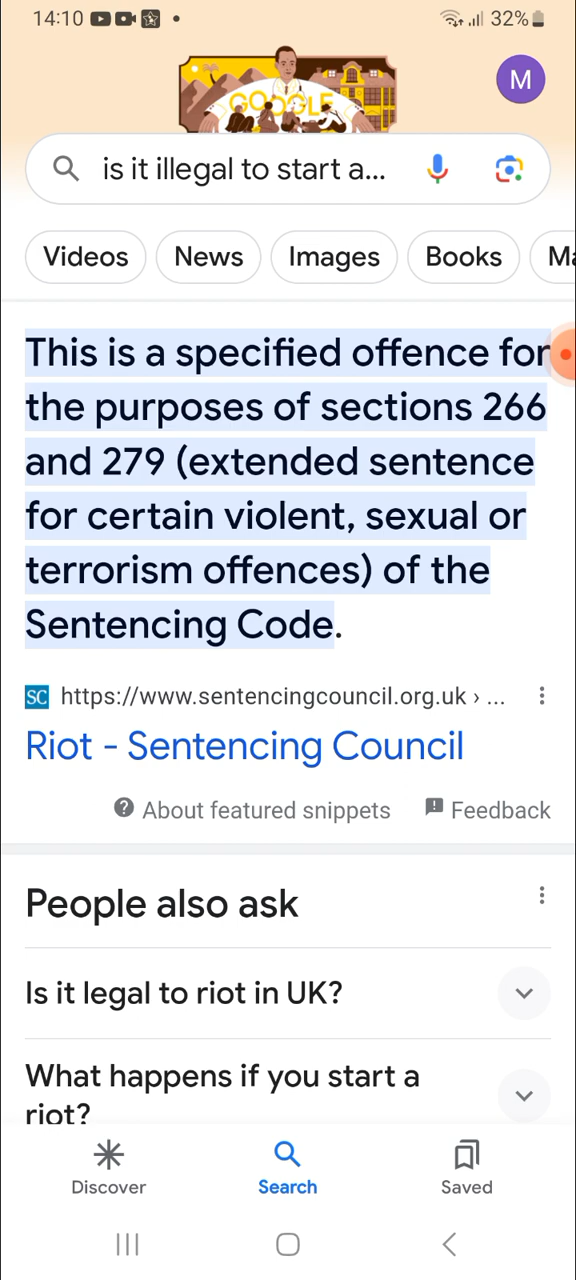 14:10
32%
GOOGLE
M
is it illegal to start a...
Videos
News
Images
Books
Ma
This is a specified offence for
the purposes of sections 266
and 279 (extended sentence
for certain violent, sexual or
terrorism offences) of the
Sentencing Code.
SC https://www.sentencingcouncil.org.uk › ...
Riot - Sentencing Council
About featured snippets
Feedback
People also ask
Is it legal to riot in UK?
What happens if you start a
riot?
Discover
Search
Saved